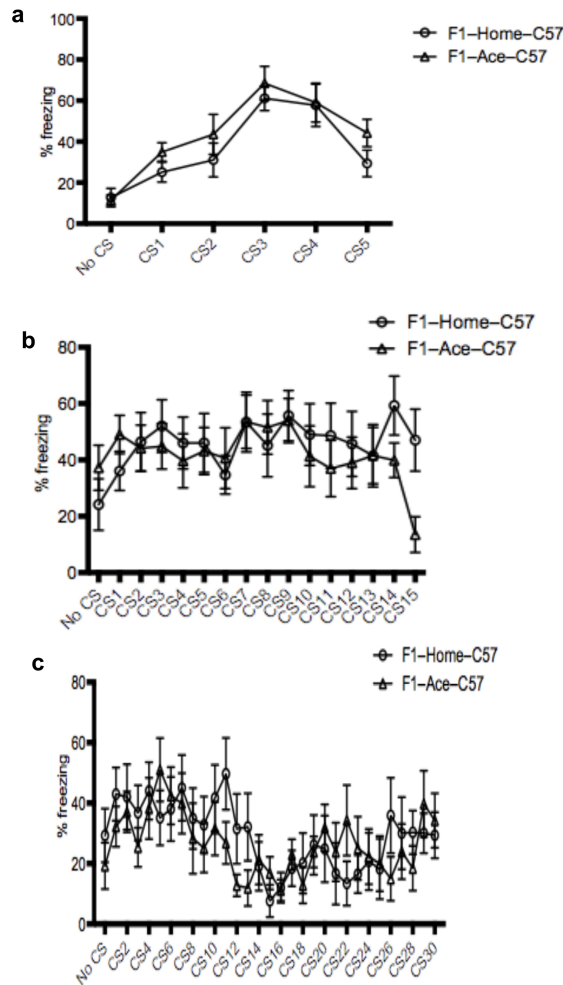 a
F1–Home–C57
F1–Ace–C57
% freezing
100
80
60
40
20
0
No CS
CS1
CS2
CS3
CS4
CS5
b
F1–Home–C57
F1–Ace–C57
% freezing
80
60
40
20
0
No CS
CS1
CS2
CS3
CS4
CS5
CS6
CS7
CS8
CS9
CS10
CS11
CS12
CS13
CS14
CS15
c
F1–Home–C57
F1–Ace–C57
% freezing
80
60
40
20
0
No CS
CS2
CS4
CS6
CS8
CS10
CS12
CS14
CS16
CS18
CS20
CS22
CS24
CS26
CS28
CS30